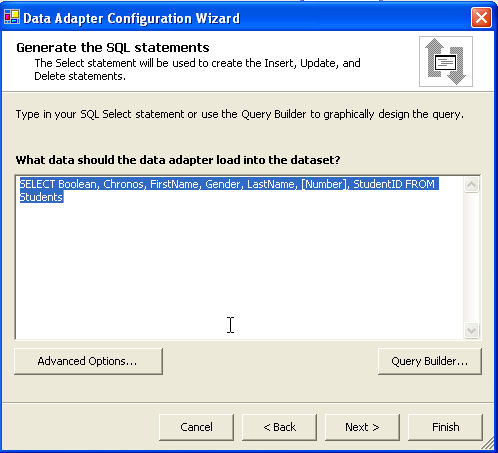 Data Adapter Configuration Wizard
Generate the SQL statements
The Select statement will be used to create the Insert, Update, and
Delete statements.
Type in your SQL Select statement or use the Query Builder to graphically design the query.
What data should the data adapter load into the dataset?
SELECT Boolean, Chronos, FirstName, Gender, LastName, [Number], StudentID FROM
Students
Advanced Options...
Query Builder...
Cancel
< Back
Next >
Finish